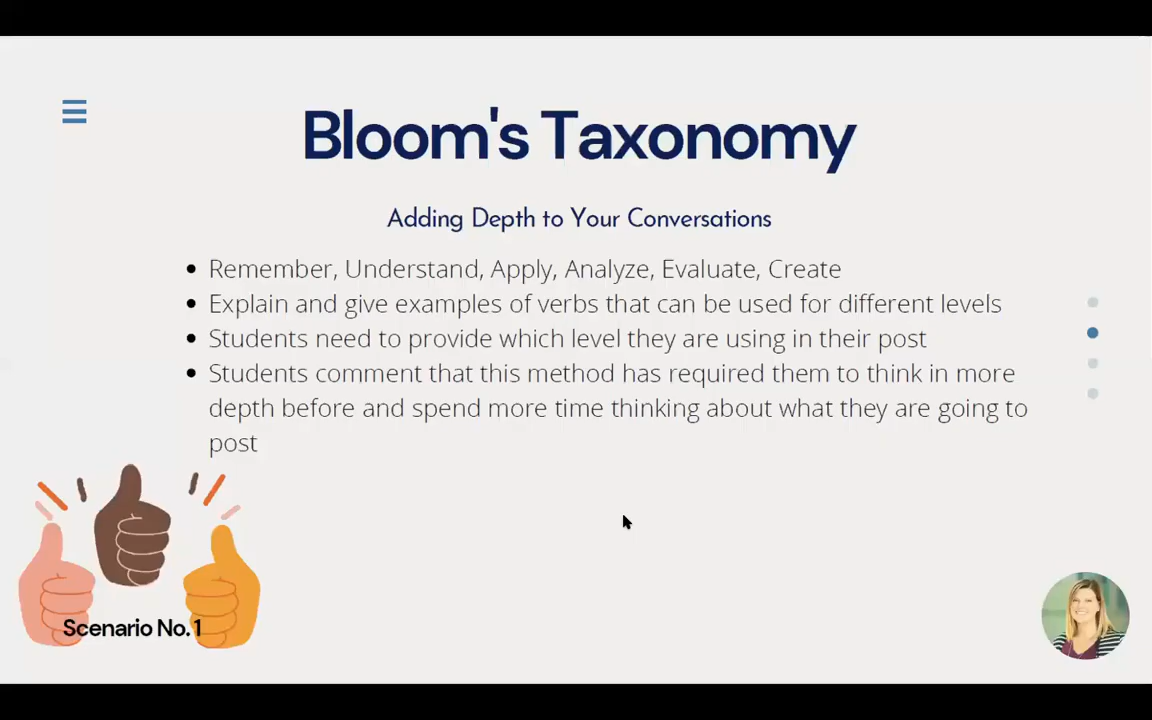 Bloom's Taxonomy
Adding Depth to Your Conversations
Remember, Understand, Apply, Analyze, Evaluate, Create
Explain and give examples of verbs that can be used for different levels
Students need to provide which level they are using in their post
Students comment that this method has required them to think in more
depth before and spend more time thinking about what they are going to
post
Scenario No. 1